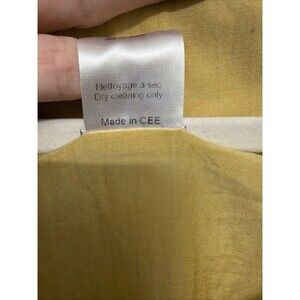 Nettoyage a sec
Dry cleaning only
Made in CEE